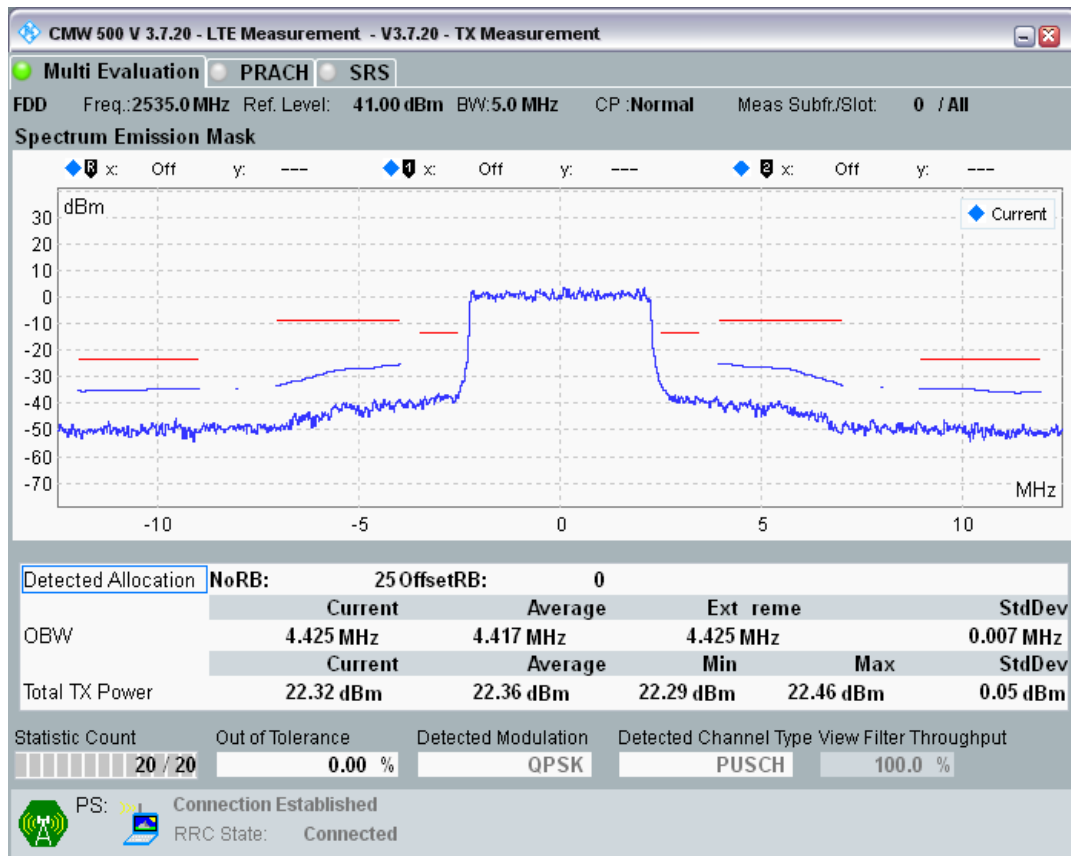 CMW 500 V 3.7.20 - LTE Measurement - V3.7.20 - TX Measurement
Multi Evaluation PRACH SRS
FDD Freq.:2535.0 MHz Ref. Level: 41.00 dBm BW:5.0 MHz CP :Normal Meas Subfr./Slot: 0 / All
Spectrum Emission Mask
R x: Off y: --- 1 x: Off y: --- 2 x: Off y: ---
dBm
Current
30
20
10
0
-10
-20
-30
-40
-50
-60
-70
MHz
-10 -5 0 5 10
Detected Allocation NoRB: 25 OffsetRB: 0
Current Average Ext reme StdDev
OBW 4.425 MHz 4.417 MHz 4.425 MHz 0.007 MHz
Current Average Min Max StdDev
Total TX Power 22.32 dBm 22.36 dBm 22.29 dBm 22.46 dBm 0.05 dBm
Statistic Count Out of Tolerance Detected Modulation Detected Channel Type View Filter Throughput
20 / 20 0.00 % QPSK PUSCH 100.0 %
PS: Connection Established
RRC State: Connected